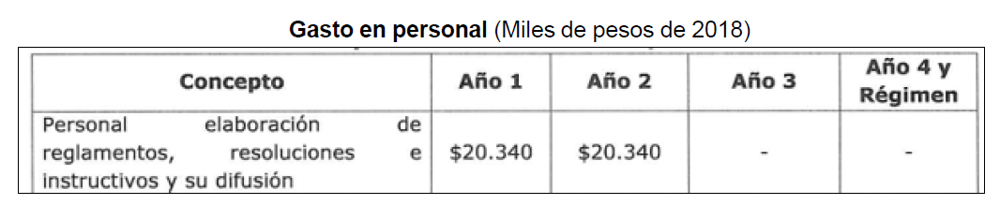 Gasto en personal (Miles de pesos de 2018)
Concepto Año 1 Año 2 Año 3 Año 4 y
Régimen
Personal elaboración de
reglamentos, resoluciones e $20.340 $20.340 - -
instructivos y su difusión